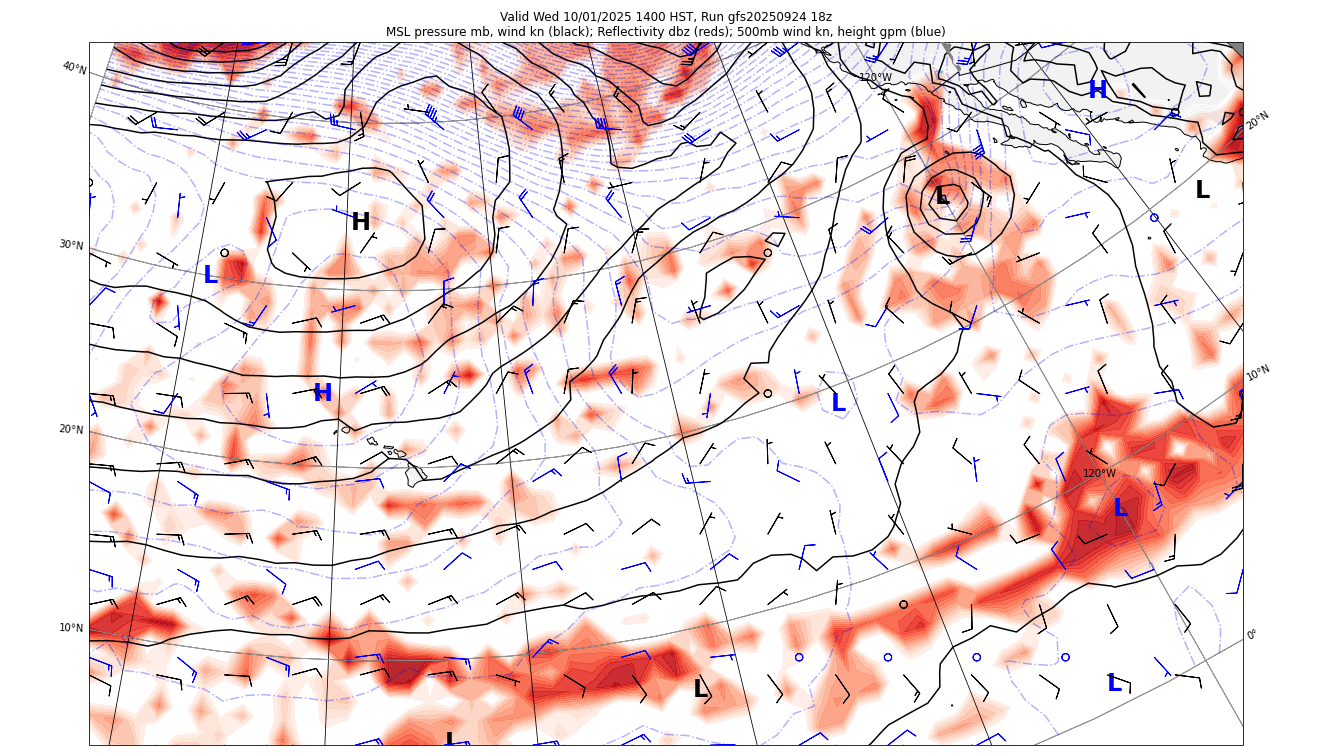 Valid Wed 10/01/2025 1400 HST, Run gfs20250924 18z
MSL pressure mb, wind kn (black); Reflectivity dbz (reds); 500mb wind kn, height gpm (blue)
40°N
120°W
H
20°N
L
L
H
30°N
L
10°N
H
L
20°N
120°W
L
10°N
0°
L
L
L